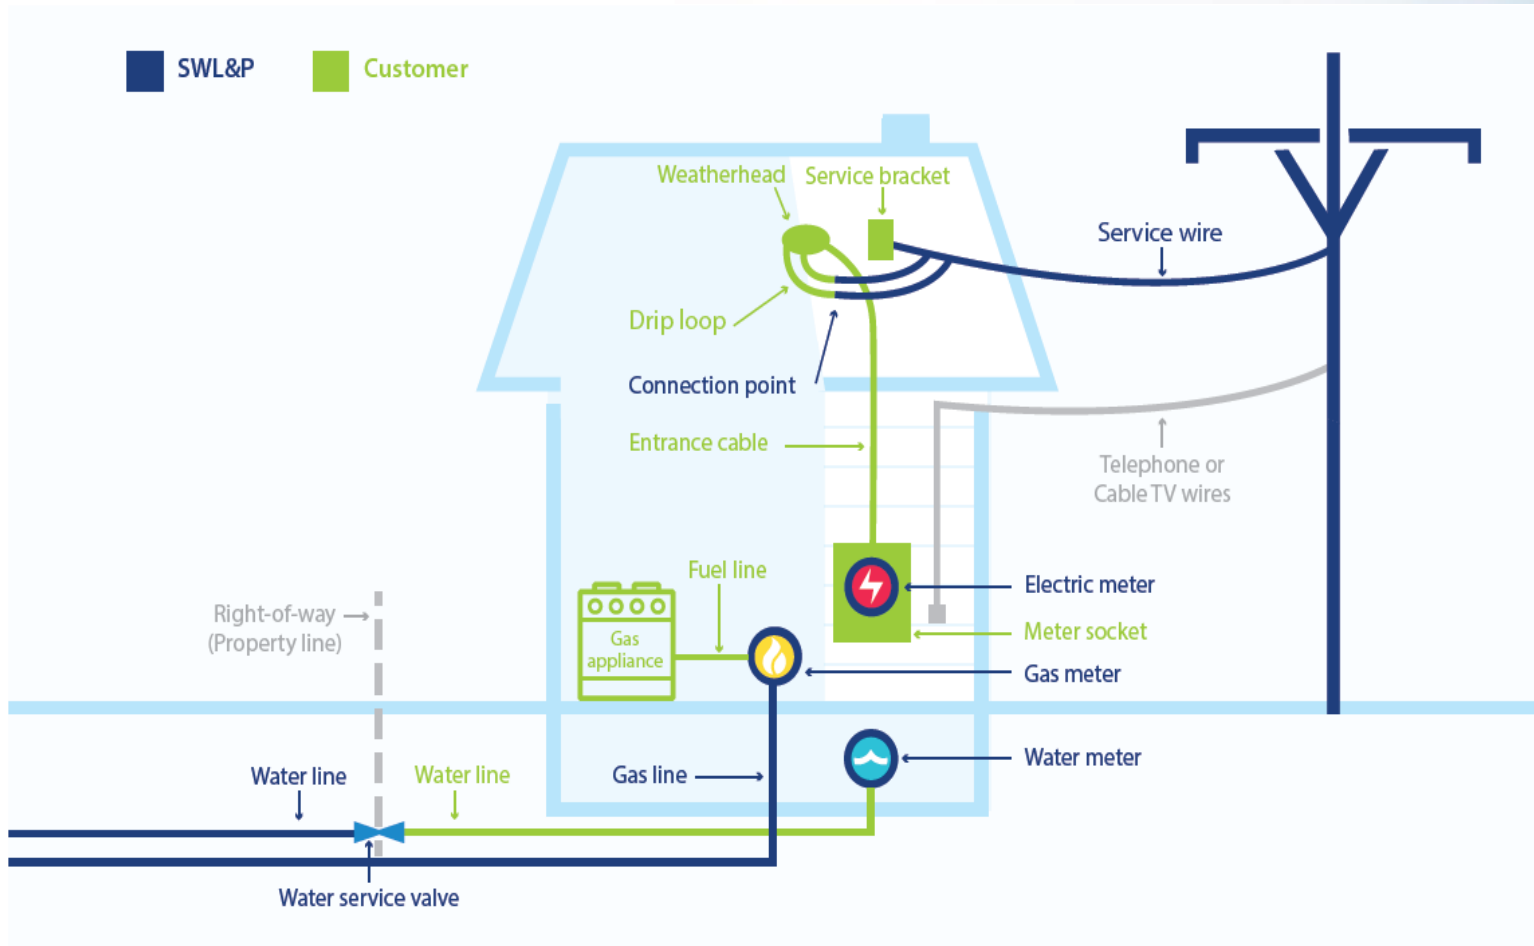 SWL&P
Customer
Weatherhead
Service bracket
Service wire
Drip loop
Connection point
Entrance cable
Telephone or
Cable TV wires
Fuel line
Electric meter
Right-of-way
(Property line)
Gas
appliance
Meter socket
Gas meter
Water line
Water line
Gas line
Water meter
Water service valve